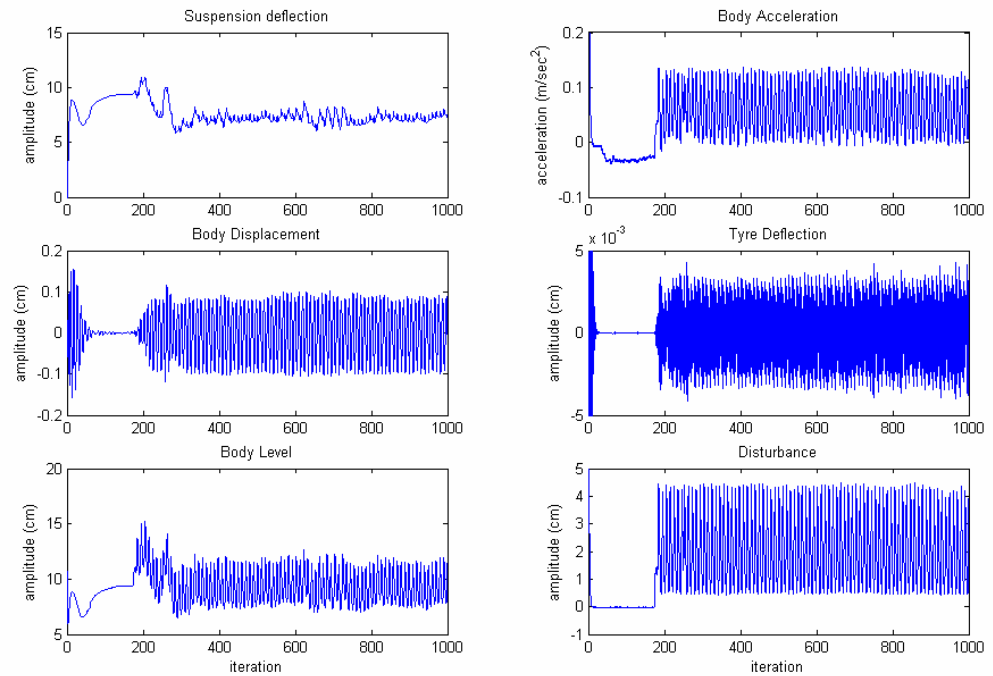 Suspension deflection
15
10
5
0
amplitude (cm)
0 200 400 600 800 1000
Body Acceleration
0.2
0.1
0
-0.1
acceleration (m/sec2)
0 200 400 600 800 1000
Body Displacement
0.2
0.1
0
-0.1
-0.2
amplitude (cm)
0 200 400 600 800 1000
Tyre Deflection
x 10-3
5
0
-5
amplitude (cm)
0 200 400 600 800 1000
Body Level
20
15
10
5
amplitude (cm)
0 200 400 600 800 1000
iteration
Disturbance
5
4
3
2
1
0
-1
amplitude (cm)
0 200 400 600 800 1000
iteration